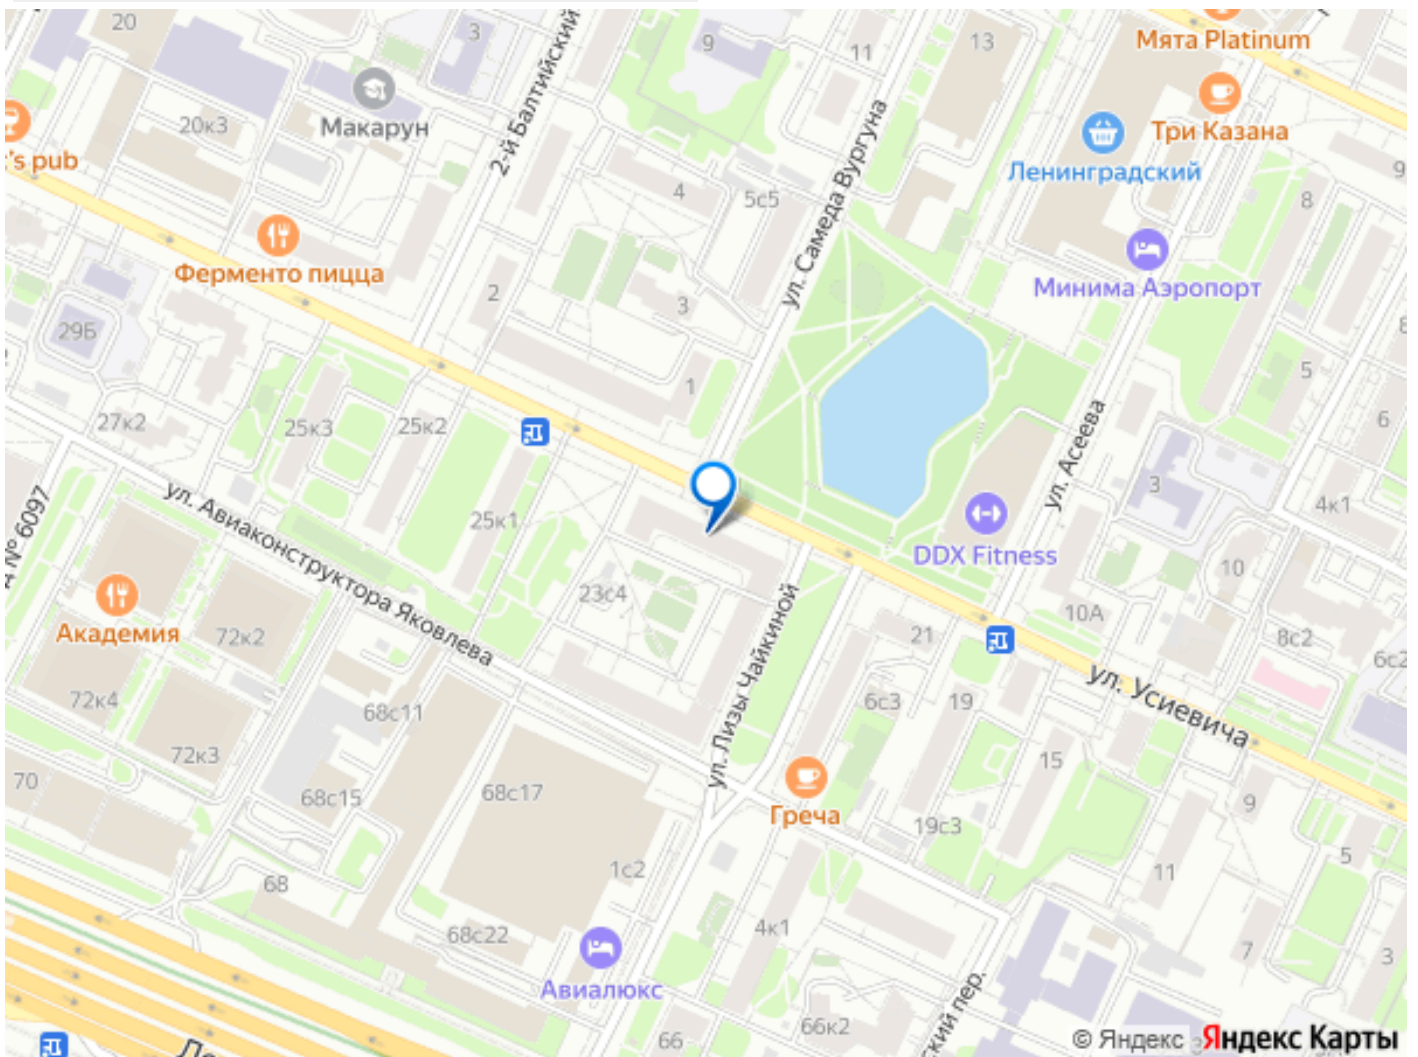 20
3
9
11
13
Мята Platinum
Макарун
20к3
2-й Балтийский
's pub
Три Казана
Ленинградский
9
ул. Самеда Вургуна
4
5с5
8
Ферменто пицца
Минима Аэропорт
2
3
29Б
1
5
6
27к2
25к3
25к2
ул. Асеева
3
4к1
ул. Авиаконструктора Яковлева
25к1
№ 6097
DDX Fitness
10
23с4
Академия
72к2
ул. Лизы Чайкиной
21
10А
8с2
6с2
ул. Усиевича
72к4
68с11
6с3
19
72к3
15
70
68с15
68с17
Греча
9
19с3
5
68
1с2
11
68с22
4к1
7
3
Авиалюкс
66
66к2
ский пер.
© Яндекс Яндекс Карты